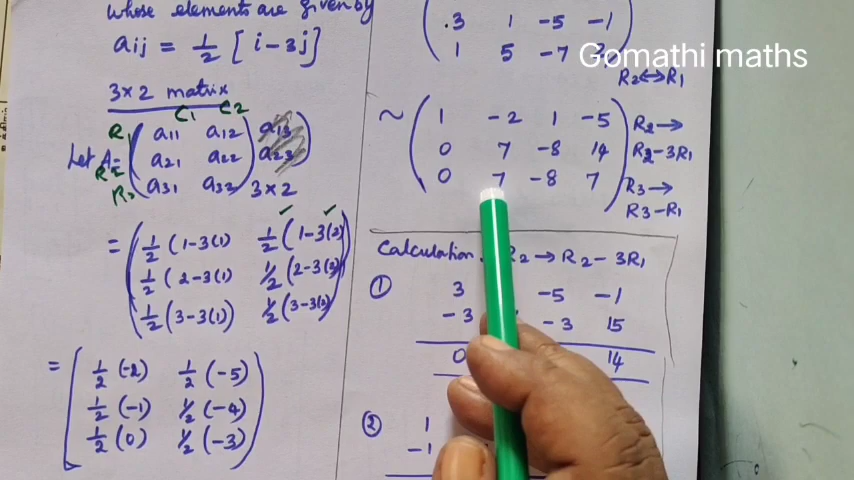 whose elements are given by
aij = 1/2 [i-3j]
3×2 matrix
C1 C2
R1 a11 a12 a13
Let A = R2 a21 a22 a23
R3 a31 a32 3×2
= 1/2 (1-3(1) 1/2 (1-3(2)
1/2 (2-3(1) 1/2 (2-3(2)
1/2 (3-3(1)) 1/2 (3-3(2)
= 1/2 (-2) 1/2 (-5)
1/2 (-1) 1/2 (-4)
1/2 (0) 1/2 (-3)
.3 1 -5 -1
1 5 -7
Gomathi maths
R2↔R1
~ 1 -2 1 -5 R2→
0 7 -8 14 R2-3R1
0 7 -8 7 R3→
R3-R1
Calculation R2→R2-3R1
① 3 -5 -1
-3 -3 15
0 14
② 1
-1